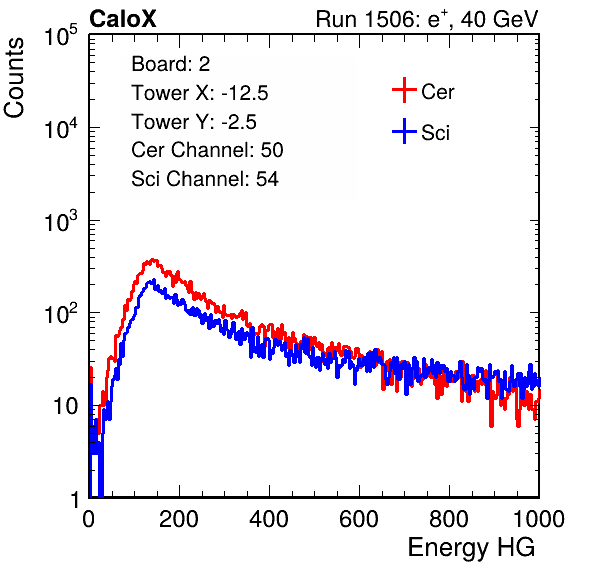 CaloX Run 1506: e+, 40 GeV
Counts
Board: 2
Tower X: -12.5
Tower Y: -2.5
Cer Channel: 50
Sci Channel: 54
Cer
Sci
10^5
10^4
10^3
10^2
10
1
0 200 400 600 800 1000
Energy HG